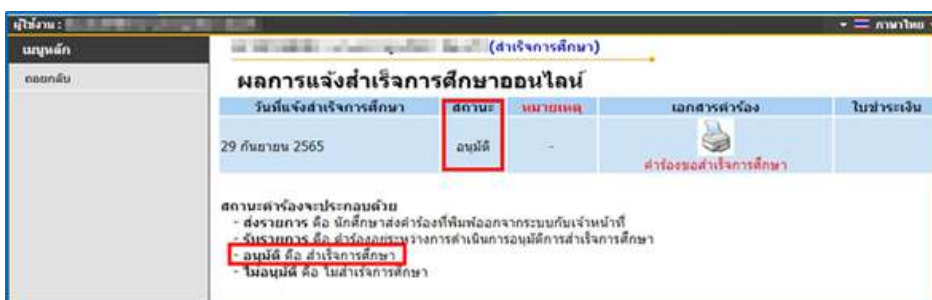 ผู้ใช้งาน :
ภาษาไทย
เมนูหลัก
ถอยกลับ
(สำเร็จการศึกษา)
ผลการแจ้งสำเร็จการศึกษาออนไลน์
วันที่แจ้งสำเร็จการศึกษา สถานะ หมายเหตุ เอกสารคำร้อง ใบชำระเงิน
29 กันยายน 2565 อนุมัติ -
คำร้องขอสำเร็จการศึกษา
สถานะคำร้องจะประกอบด้วย
- ส่งรายการ คือ นักศึกษาส่งคำร้องที่พิมพ์ออกจากระบบกับเจ้าหน้าที่
- รับรายการ คือ คำร้องอยู่ระหว่างการดำเนินการอนุมัติการสำเร็จการศึกษา
- อนุมัติ คือ สำเร็จการศึกษา
- ไม่อนุมัติ คือ ไม่สำเร็จการศึกษา